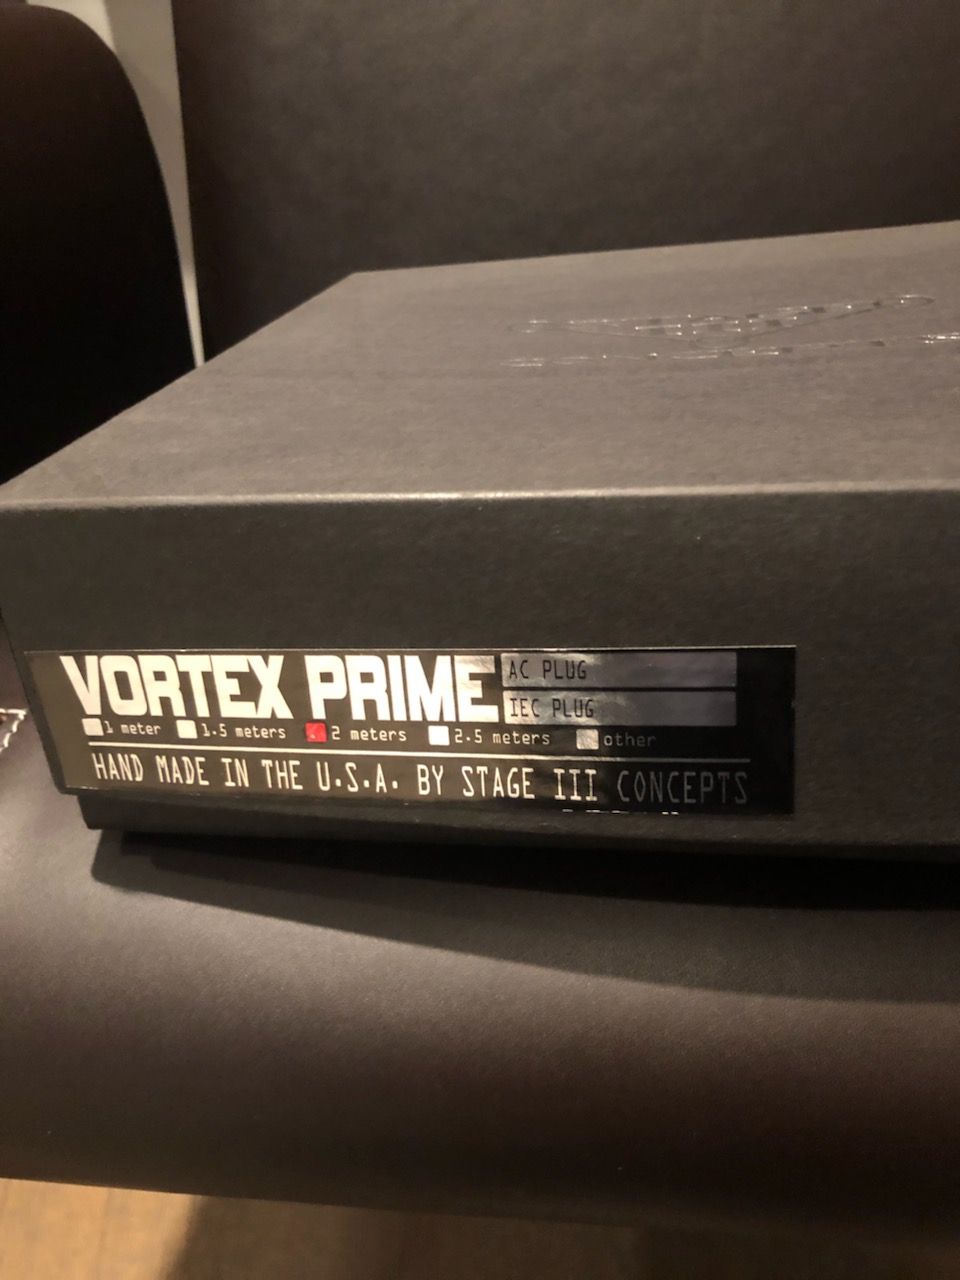 VORTEX PRIME
AC PLUG
IEC PLUG
1 meter 1.5 meters 2 meters 2.5 meters other
HAND MADE IN THE U.S.A. BY STAGE III CONCEPTS